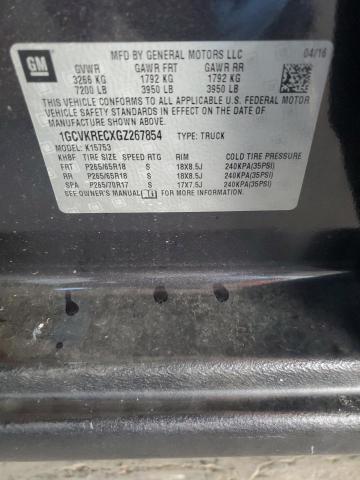 GM
MFD BY GENERAL MOTORS LLC 04/16
GVWR GAWR FRT GAWR RR
3266 KG 1792 KG 1792 KG
7200 LB 3950 LB 3950 LB
THIS VEHICLE CONFORMS TO ALL APPLICABLE U.S. FEDERAL MOTOR
VEHICLE SAFETY STANDARDS IN EFFECT ON THE DATE OF
MANUFACTURE SHOWN ABOVE.
1GCVKRECXGZ267854 TYPE: TRUCK
MODEL: K15753
KH8F TIRE SIZE SPEED RTG RIM COLD TIRE PRESSURE
FRT P265/65R18 S 18X8.5J 240KPA(35PSI)
RR P265/65R18 S 18X8.5J 240KPA(35PSI)
SPA P265/70R17 S 17X7.5J 240KPA(35PSI)
SEE OWNER'S MANUAL FOR MORE INFORMATION.